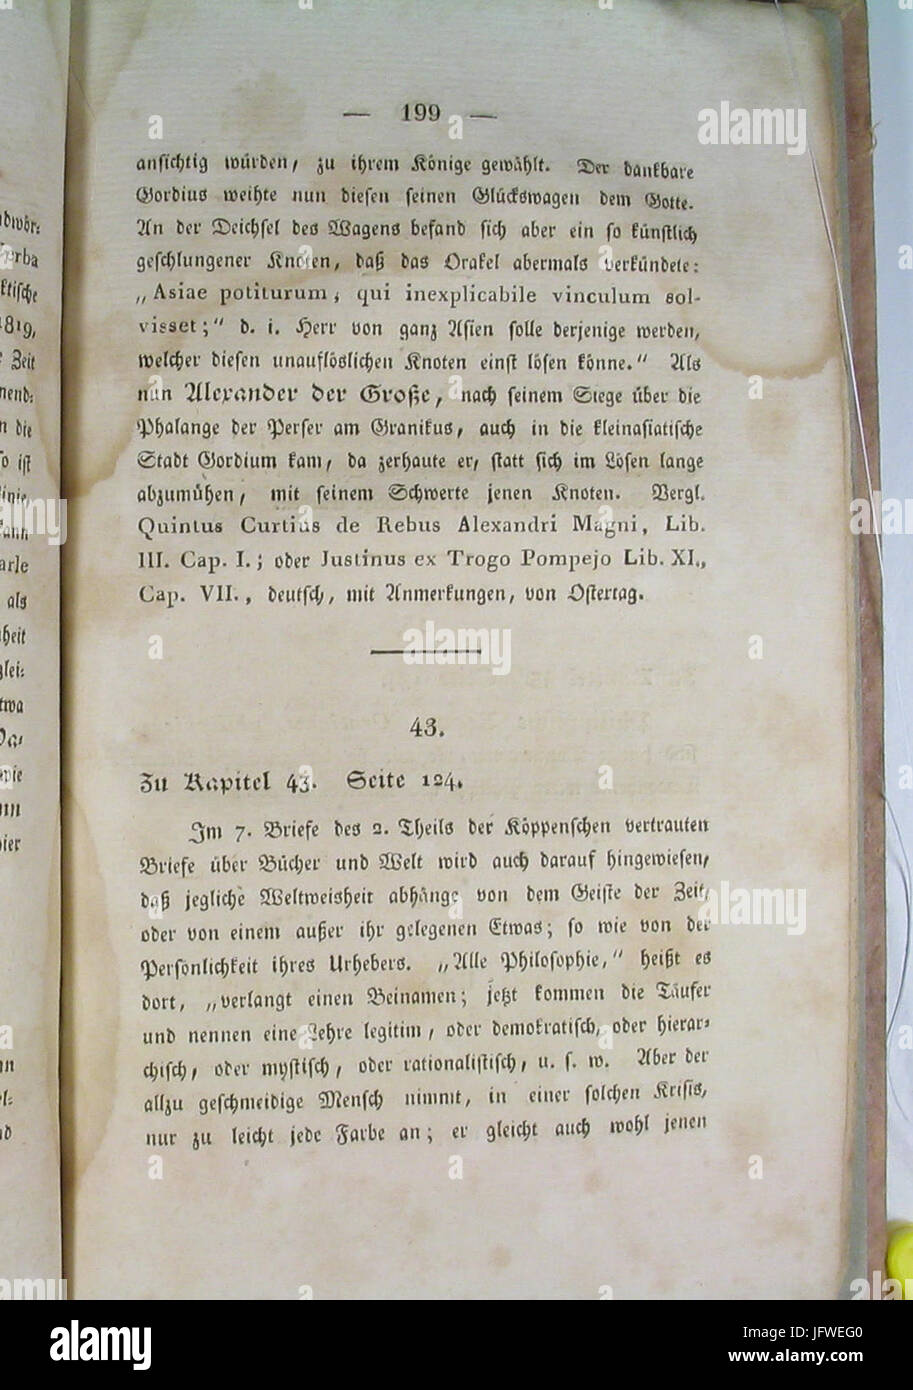 — 199 —
ansichtig würden, zu ihrem Könige gewählt. Der dankbare
Gordius weihte nun diesen seinen Glückswagen dem Gotte.
An der Deichsel des Wagens befand sich aber ein so künstlich
geschlungener Knoten, daß das Orakel abermals verkündete:
„Asiae potiturum, qui inexplicabile vinculum sol-
visset;“ d. i. Herr von ganz Asien solle derjenige werden,
welcher diesen unauflöslichen Knoten einst lösen könne.“ Als
nun Alexander der Große, nach seinem Siege über die
Phalange der Perser am Granikus, auch in die kleinasiatische
Stadt Gordium kam, da zerhaute er, statt sich im Lösen lange
abzumühen, mit seinem Schwerte jenen Knoten. Vergl.
Quintus Curtius de Rebus Alexandri Magni, Lib.
III. Cap. I.; oder Justinus ex Trogo Pompejo Lib. XI.,
Cap. VII., deutsch, mit Anmerkungen, von Ostertag.
43.
Zu Kapitel 43. Seite 124.
Im 7. Briefe des 2. Theils der Köppenschen vertrauten
Briefe über Bücher und Welt wird auch darauf hingewiesen,
daß jegliche Weltweisheit abhänge von dem Geiste der Zeit,
oder von einem außer ihr gelegenen Etwas; so wie von der
Persönlichkeit ihres Urhebers. „Alle Philosophie,“ heißt es
dort, „verlangt einen Beinamen; jetzt kommen die Täufer
und nennen eine Lehre legitim, oder demokratisch, oder hierar-
chisch, oder mystisch, oder rationalistisch, u. s. w. Aber der
allzu geschmeidige Mensch nimmt, in einer solchen Krisis,
nur zu leicht jede Farbe an; er gleicht auch wohl jenen
alamy stock photo
alamy
Image ID: JFWEG0
www.alamy.com